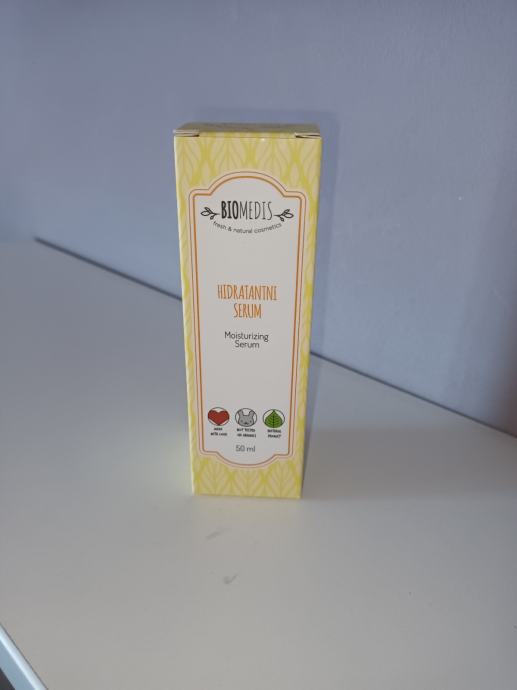 BIOMEDIS
fresh & natural cosmetics
HIDRATANTNI
SERUM
Moisturizing
Serum
MADE
WITH LOVE
NOT TESTED
ON ANIMALS
NATURAL
PRODUCT
50 ml